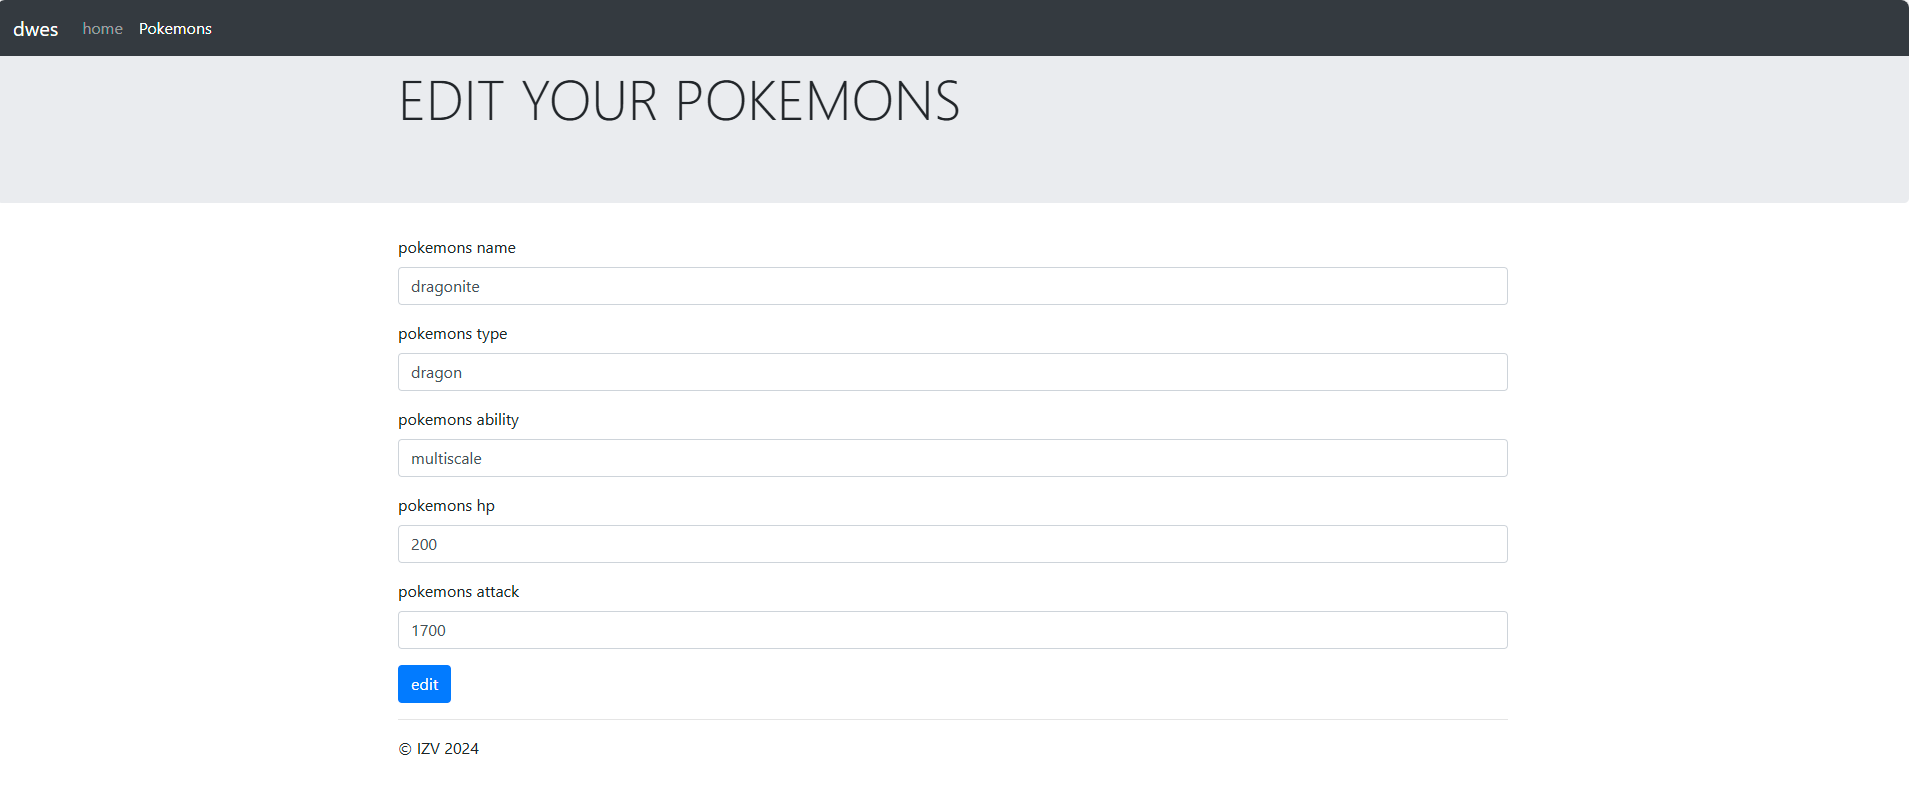 dwes home Pokemons
EDIT YOUR POKEMONS
pokemons name
dragonite
pokemons type
dragon
pokemons ability
multiscale
pokemons hp
200
pokemons attack
1700
edit
© IZV 2024